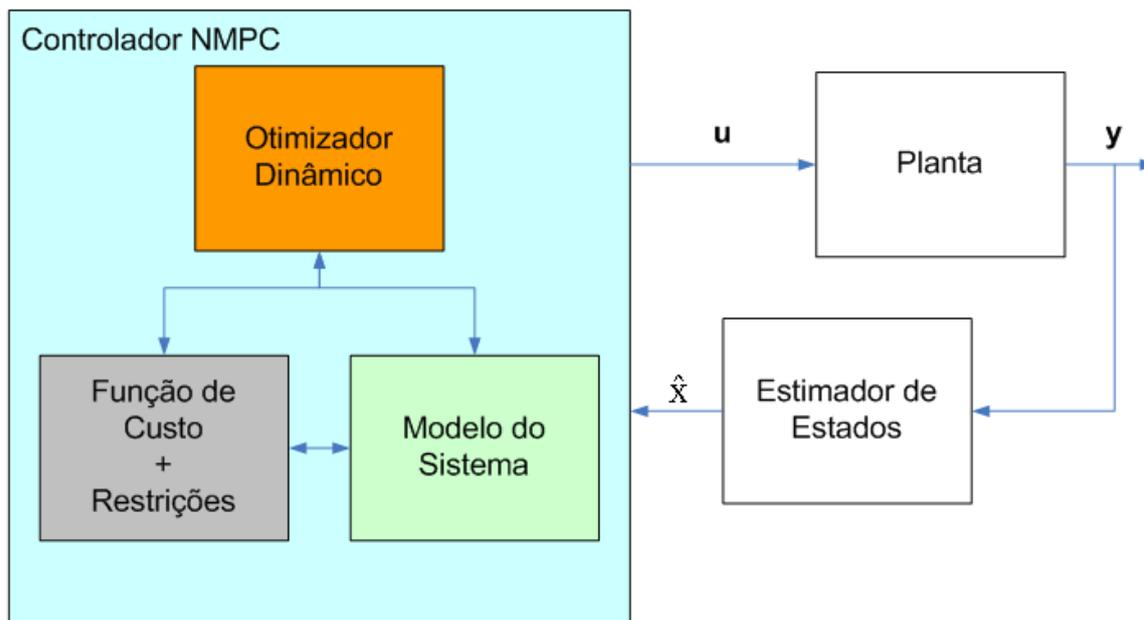 Controlador NMPC
Otimizador
Dinâmico
u
Planta
y
Função de
Custo
+
Restrições
Modelo do
Sistema
x̂
Estimador de
Estados